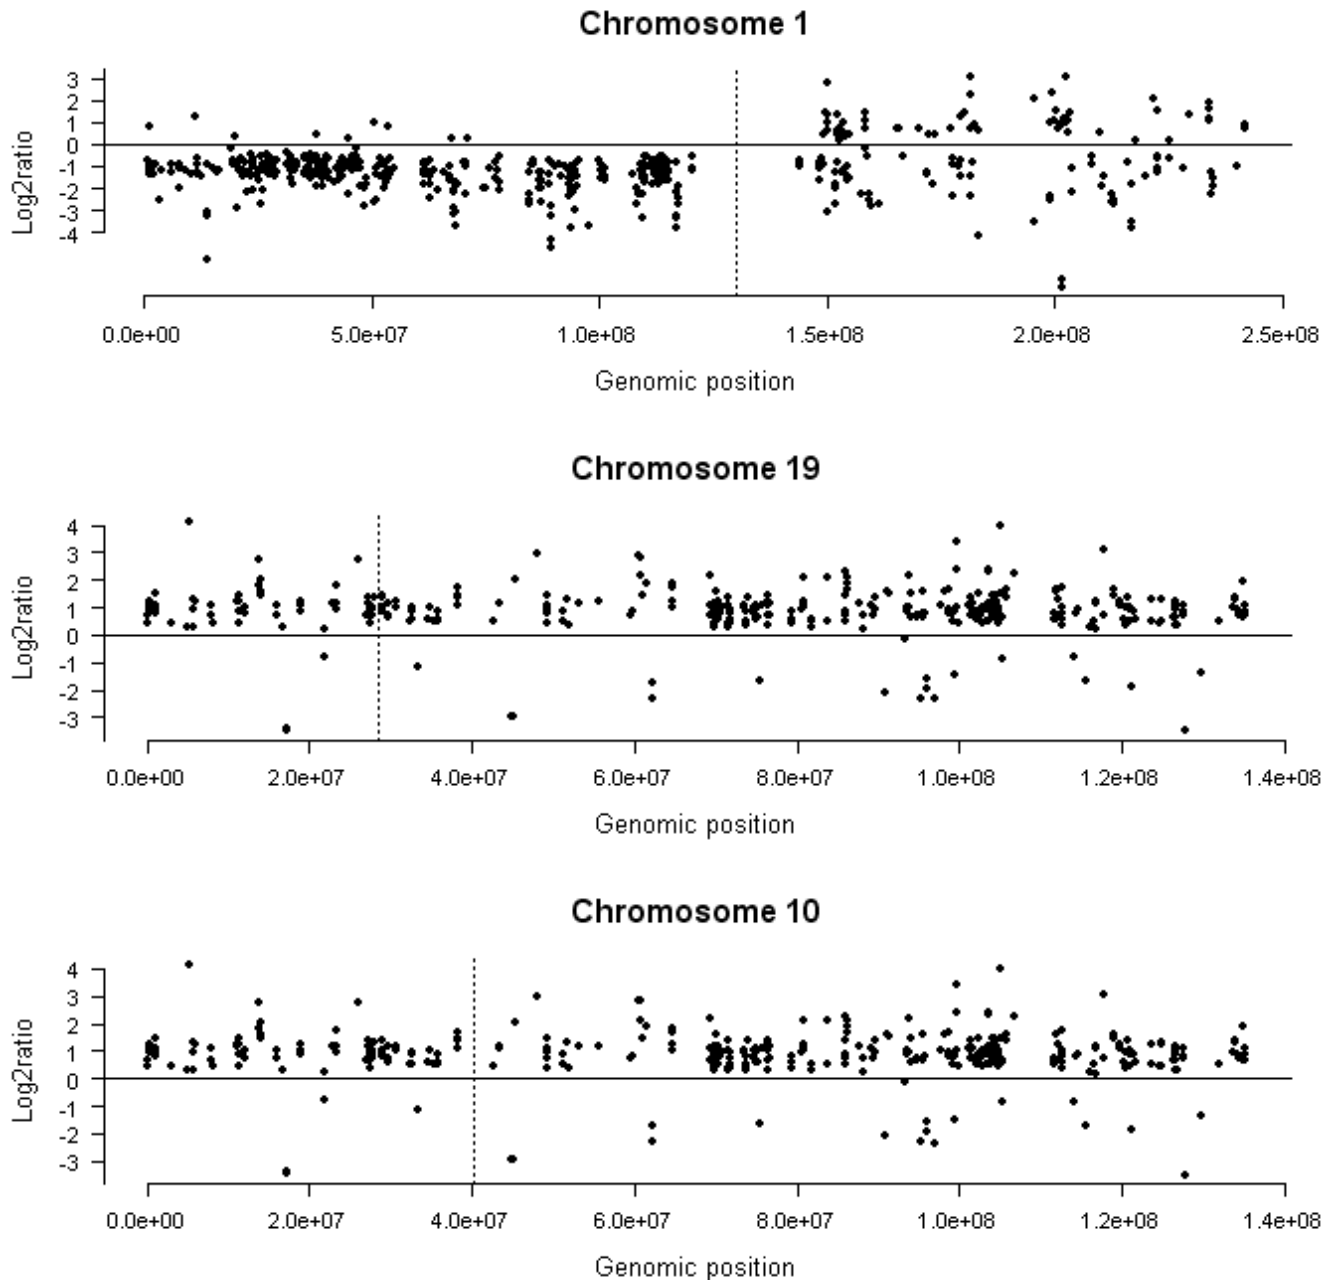 Chromosome 1
3
2
1
0
-1
-2
-3
-4
Log2ratio
0.0e+00 5.0e+07 1.0e+08 1.5e+08 2.0e+08 2.5e+08
Genomic position
Chromosome 19
4
3
2
1
0
-1
-2
-3
Log2ratio
0.0e+00 2.0e+07 4.0e+07 6.0e+07 8.0e+07 1.0e+08 1.2e+08 1.4e+08
Genomic position
Chromosome 10
4
3
2
1
0
-1
-2
-3
Log2ratio
0.0e+00 2.0e+07 4.0e+07 6.0e+07 8.0e+07 1.0e+08 1.2e+08 1.4e+08
Genomic position